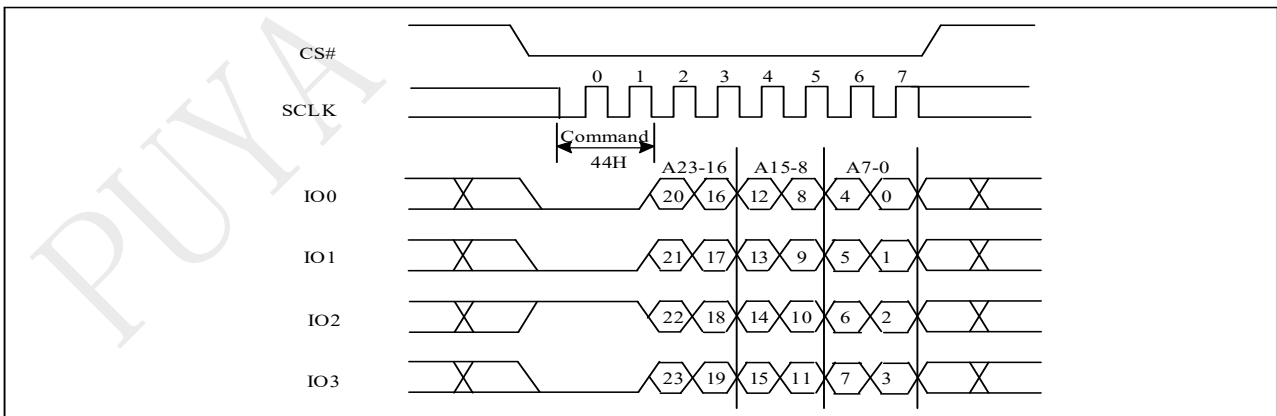 PUYA
CS#
0 1 2 3 4 5 6 7
SCLK
Command
44H
A23-16 A15-8 A7-0
IO0 20 16 12 8 4 0
IO1 21 17 13 9 5 1
IO2 22 18 14 10 6 2
IO3 23 19 15 11 7 3